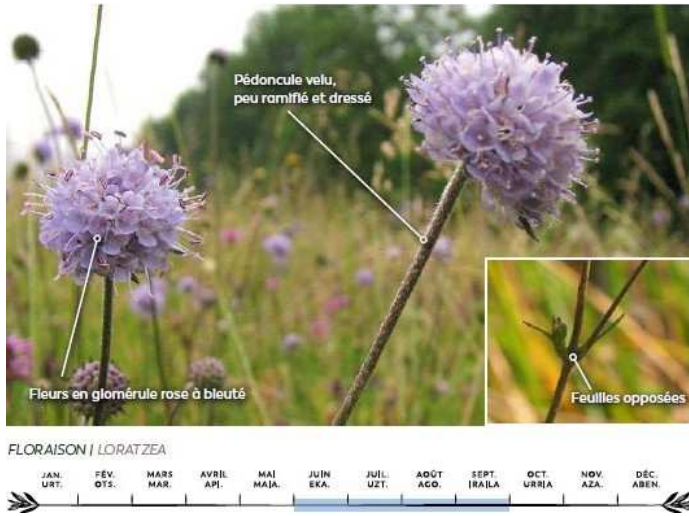 Pédoncule velu,
peu ramifié et dressé
Fleurs en glomérule rose à bleuté
Feuilles opposées
FLORAISON | LORATZEA
JAN. FÉV. MARS AVRIL MAI JUIN JUIL. AOÛT SEPT. OCT. NOV. DÉC.
URT. OTS. MAR. API. MAIA. EKA. UZT. AGO. IRAILA URRIA AZA. ABEN.